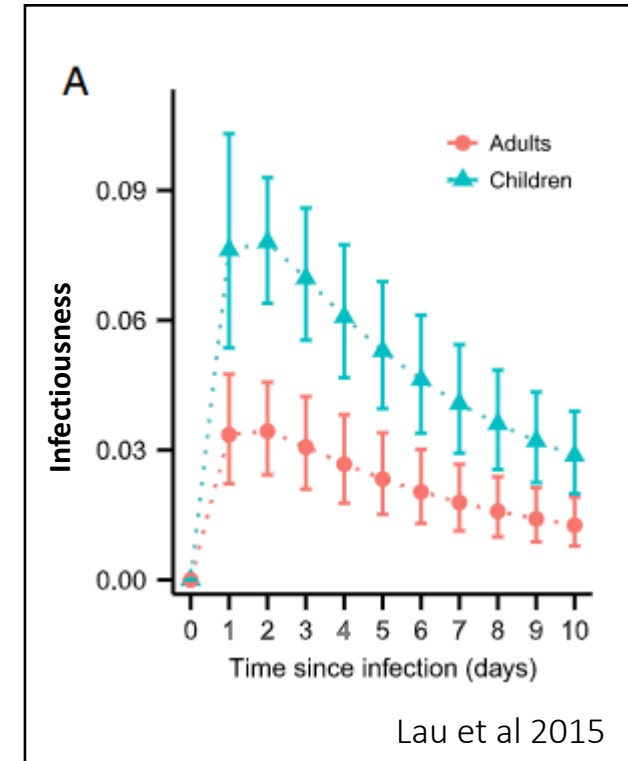 A
Adults
Children
0.09
0.06
0.03
0.00
Infectiousness
0 1 2 3 4 5 6 7 8 9 10
Time since infection (days)
Lau et al 2015